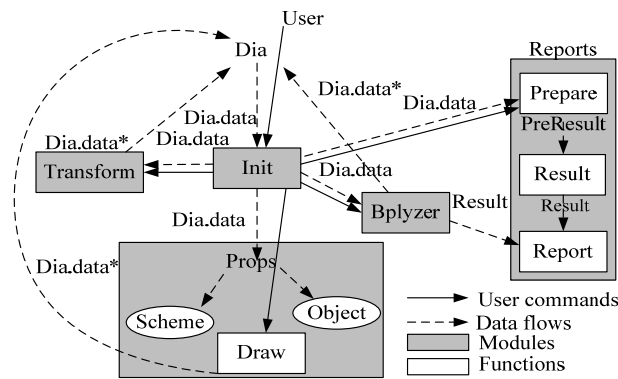 User
Dia
Reports
Dia.data*
Dia.data
Prepare
Dia.data
PreResult
Dia.data*
Dia.data
Transform
Init
Dia.data
Result
Bplyzer
Result
Result
Dia.data
Report
Props
Dia.data*
Scheme
Object
Draw
User commands
Data flows
Modules
Functions